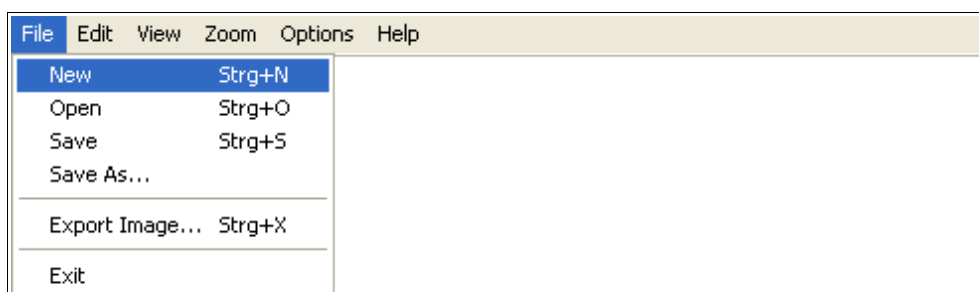 File Edit View Zoom Options Help
New Strg+N
Open Strg+O
Save Strg+S
Save As...
Export Image... Strg+X
Exit